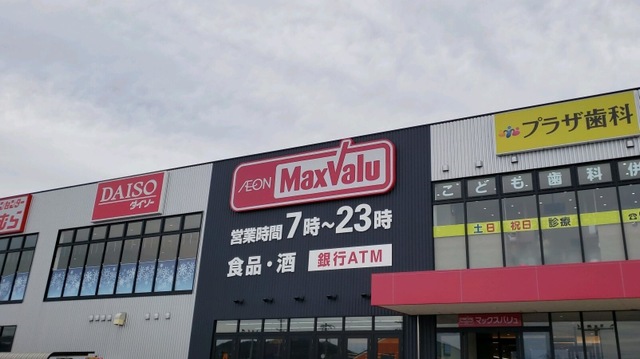 DAISO
ダイソー
ÆON MaxValu
営業時間 7時~23時
食品・酒 銀行ATM
プラザ歯科
こども歯科
土日 祝日 診療
マックスバリュ